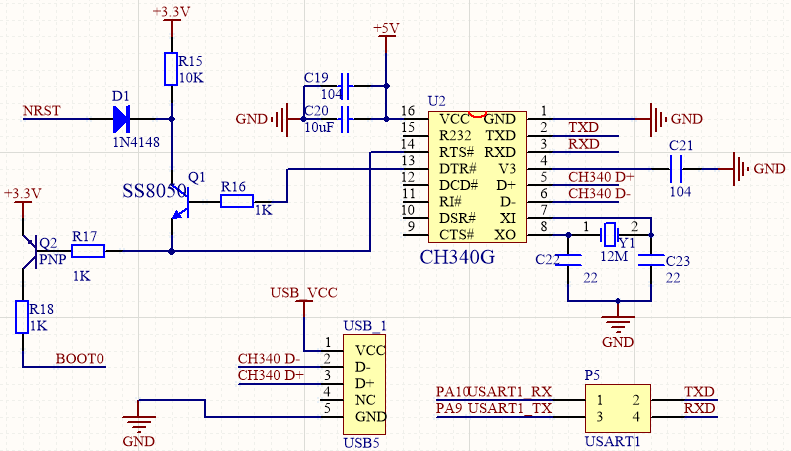 +3.3V
R15
10K
NRST
D1
1N4148
+5V
C19
104
GND
C20
10uF
SS8050
Q1
R16
1K
+3.3V
Q2
PNP
R17
1K
R18
1K
BOOT0
U2
16 VCC GND 1
15 R232 TXD 2
14 RTS# RXD 3
13 DTR# V3 4
12 DCD# D+ 5
11 RI# D- 6
10 DSR# XI 7
9 CTS# XO 8
CH340G
GND
TXD
RXD
C21
104
GND
CH340 D+
CH340 D-
1 2
Y1
12M
C22
22
C23
22
GND
USB_VCC
USB_1
1 VCC
CH340 D- 2 D-
CH340 D+ 3 D+
4 NC
5 GND
USB5
GND
P5
PA10 USART1_RX 1 2 TXD
PA9 USART1_TX 3 4 RXD
USART1